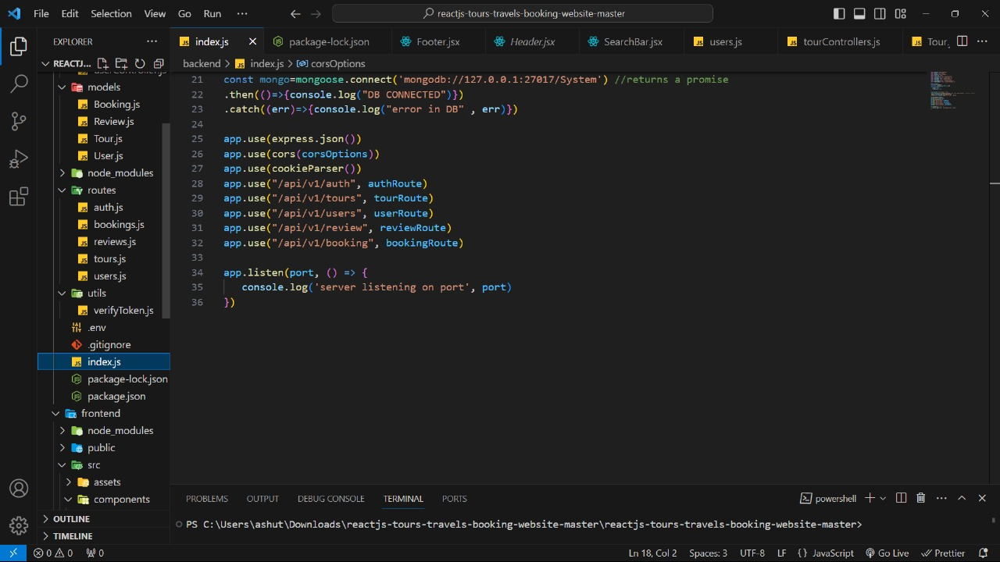 File Edit Selection View Go Run ··· reactjs-tours-travels-booking-website-master
EXPLORER
index.js package-lock.json Footer.jsx Header.jsx SearchBar.jsx users.js tourControllers.js Tour.
REACTJ...
backend > index.js > corsOptions
models
Booking.js
Review.js
Tour.js
User.js
node_modules
routes
auth.js
bookings.js
reviews.js
tours.js
users.js
utils
verifyToken.js
.env
.gitignore
index.js
package-lock.json
package.json
frontend
node_modules
public
src
assets
components
OUTLINE
TIMELINE
21 const mongo=mongoose.connect('mongodb://127.0.0.1:27017/System') //returns a promise
22 .then(()=>{console.log("DB CONNECTED")})
23 .catch((err)=>{console.log("error in DB" , err)})
24
25 app.use(express.json())
26 app.use(cors(corsOptions))
27 app.use(cookieParser())
28 app.use("/api/v1/auth", authRoute)
29 app.use("/api/v1/tours", tourRoute)
30 app.use("/api/v1/users", userRoute)
31 app.use("/api/v1/review", reviewRoute)
32 app.use("/api/v1/booking", bookingRoute)
33
34 app.listen(port, () => {
35 console.log('server listening on port', port)
36 })
PROBLEMS OUTPUT DEBUG CONSOLE TERMINAL PORTS powershell
PS C:\Users\ashut\Downloads\reactjs-tours-travels-booking-website-master\reactjs-tours-travels-booking-website-master>
0 0 0 Ln 18, Col 2 Spaces: 3 UTF-8 LF {} JavaScript Go Live Prettier